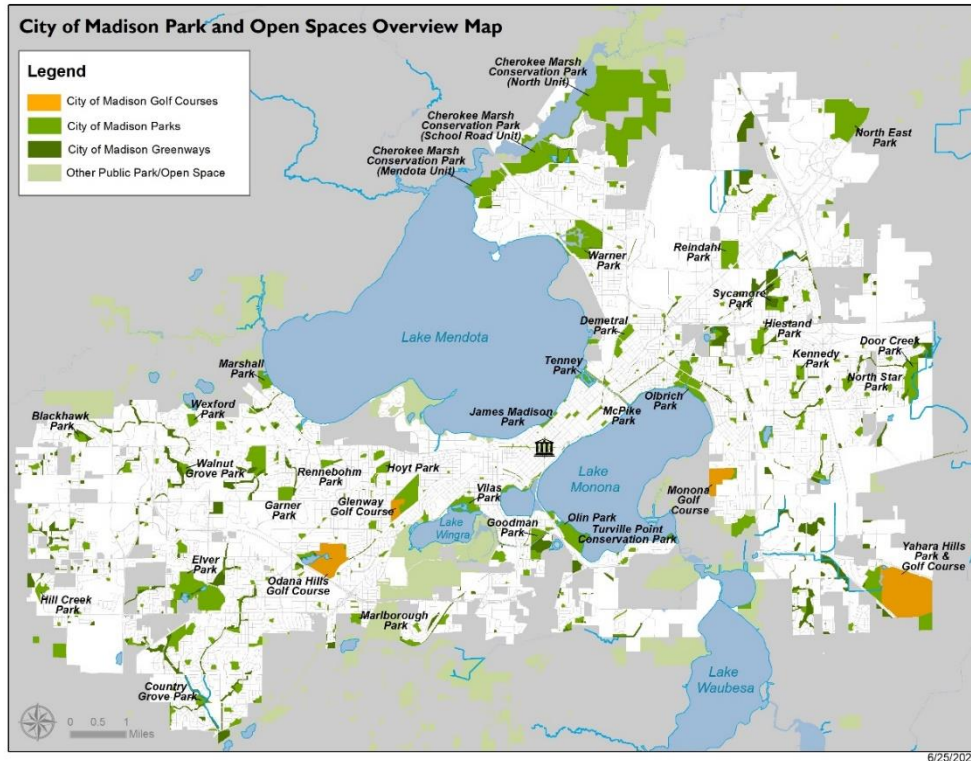 City of Madison Park and Open Spaces Overview Map
Legend
City of Madison Golf Courses
City of Madison Parks
City of Madison Greenways
Other Public Park/Open Space
Cherokee Marsh
Conservation Park
(North Unit)
Cherokee Marsh
Conservation Park
(School Road Unit)
Cherokee Marsh
Conservation Park
(Mendota Unit)
North East
Park
Warner
Park
Reindahl
Park
Sycamore
Park
Lake Mendota
Demetral
Park
Hiestand
Park
Door Creek
Park
Kennedy
Park
Tenney
Park
North Star
Park
Marshall
Park
Olbrich
Park
Wexford
Park
James Madison
Park
McPike
Park
Blackhawk
Park
Walnut
Grove Park
Rennebohm
Park
Hoyt Park
Lake
Monona
Vilas
Park
Garner
Park
Glenway
Golf Course
Monona
Golf
Course
Lake
Wingra
Goodman
Park
Olin Park
Turville Point
Conservation Park
Yahara Hills
Park &
Golf Course
Elver
Park
Odana Hills
Golf Course
Hill Creek
Park
Marlborough
Park
Lake
Waubesa
Country
Grove Park
0 0.5 1
Miles